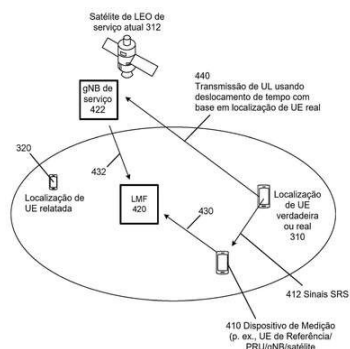 Satélite de LEO de
serviço atual 312
gNB de
serviço
422
440
Transmissão de UL usando
deslocamento de tempo com
base em localização de UE real
320
432
Localização de
UE relatada
LMF
420
430
Localização
de UE
verdadeira
ou real
310
412 Sinais SRS
410 Dispositivo de Medição
(p. ex., UE de Referência/
PRU/gNB/satélite